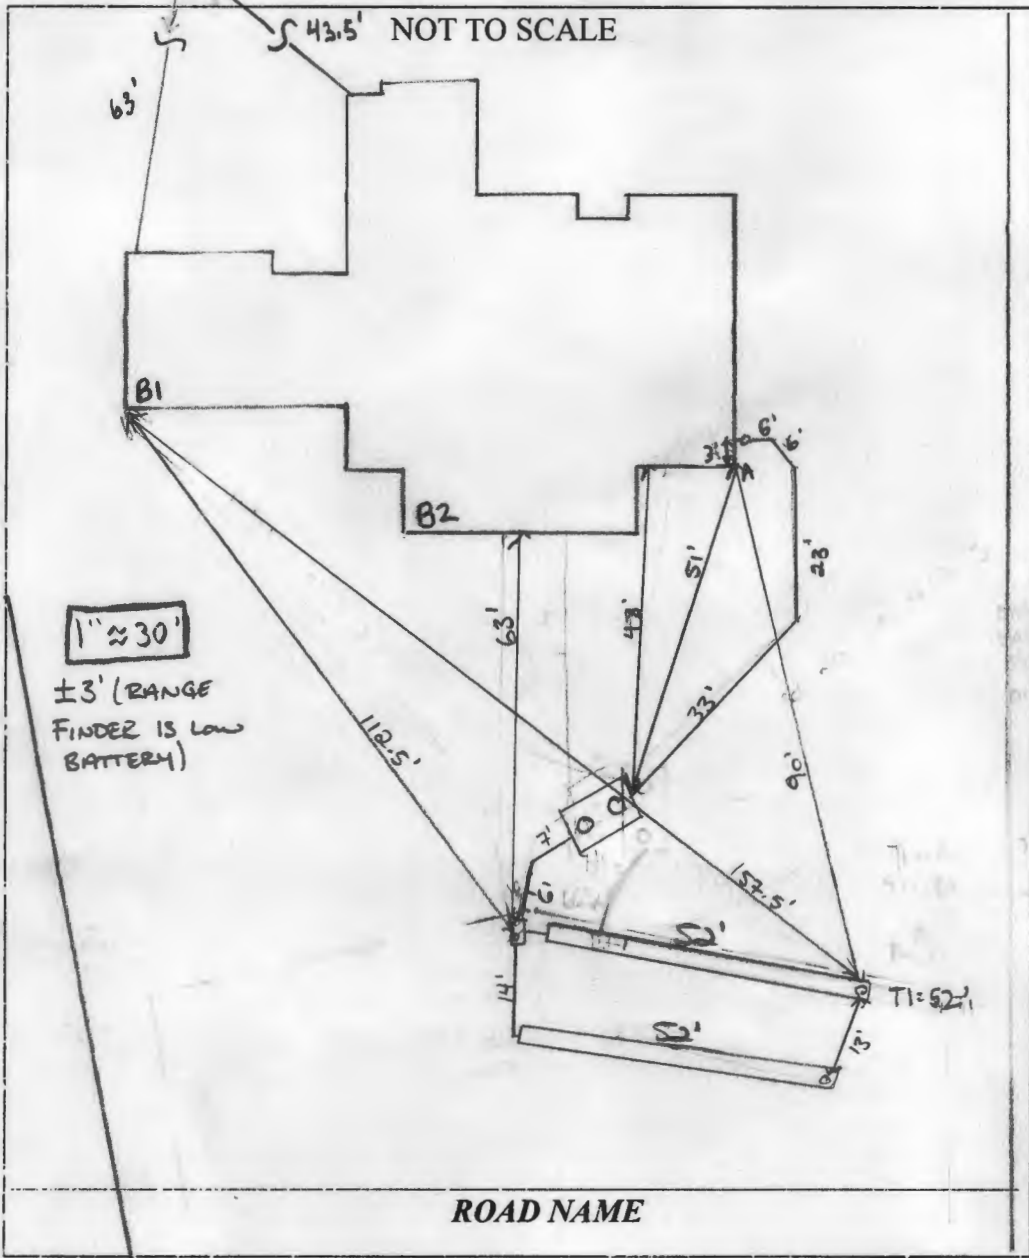 43.5' NOT TO SCALE
63'
B1
6'
6'
3'
A
B2
23'
51'
63'
1" ≈ 30'
±3' (RANGE
FINDER IS LOW
BATTERY)
33'
112.5'
90'
7'
157.5'
6'
52'
T1=52'
14'
52'
13'
ROAD NAME